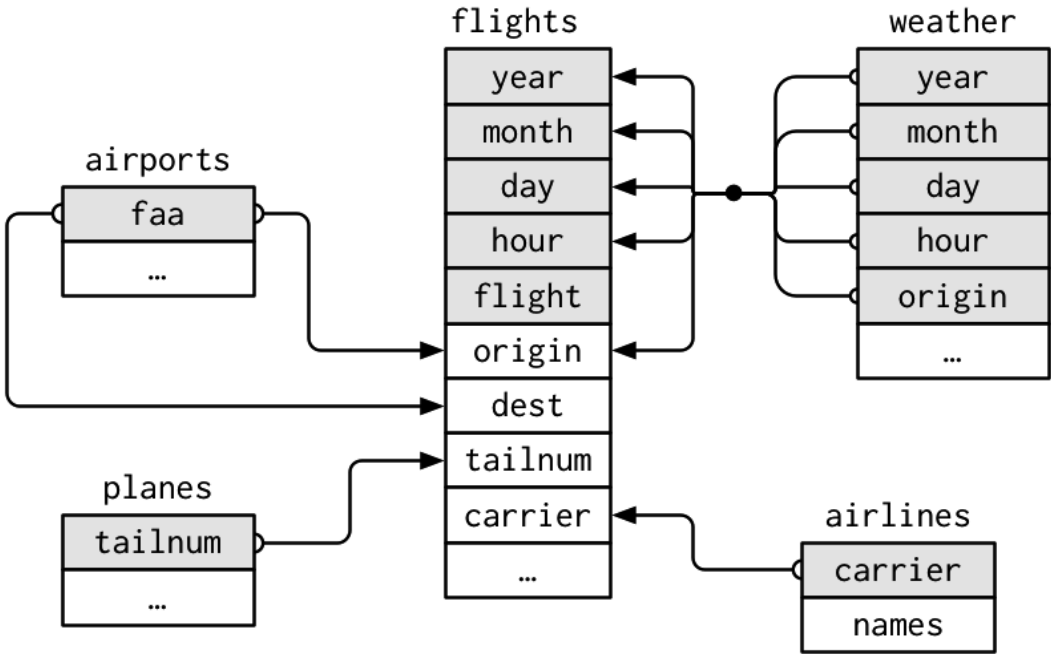 flights
year
month
day
hour
flight
origin
dest
tailnum
carrier
…
weather
year
month
day
hour
origin
…
airports
faa
…
planes
tailnum
…
airlines
carrier
names